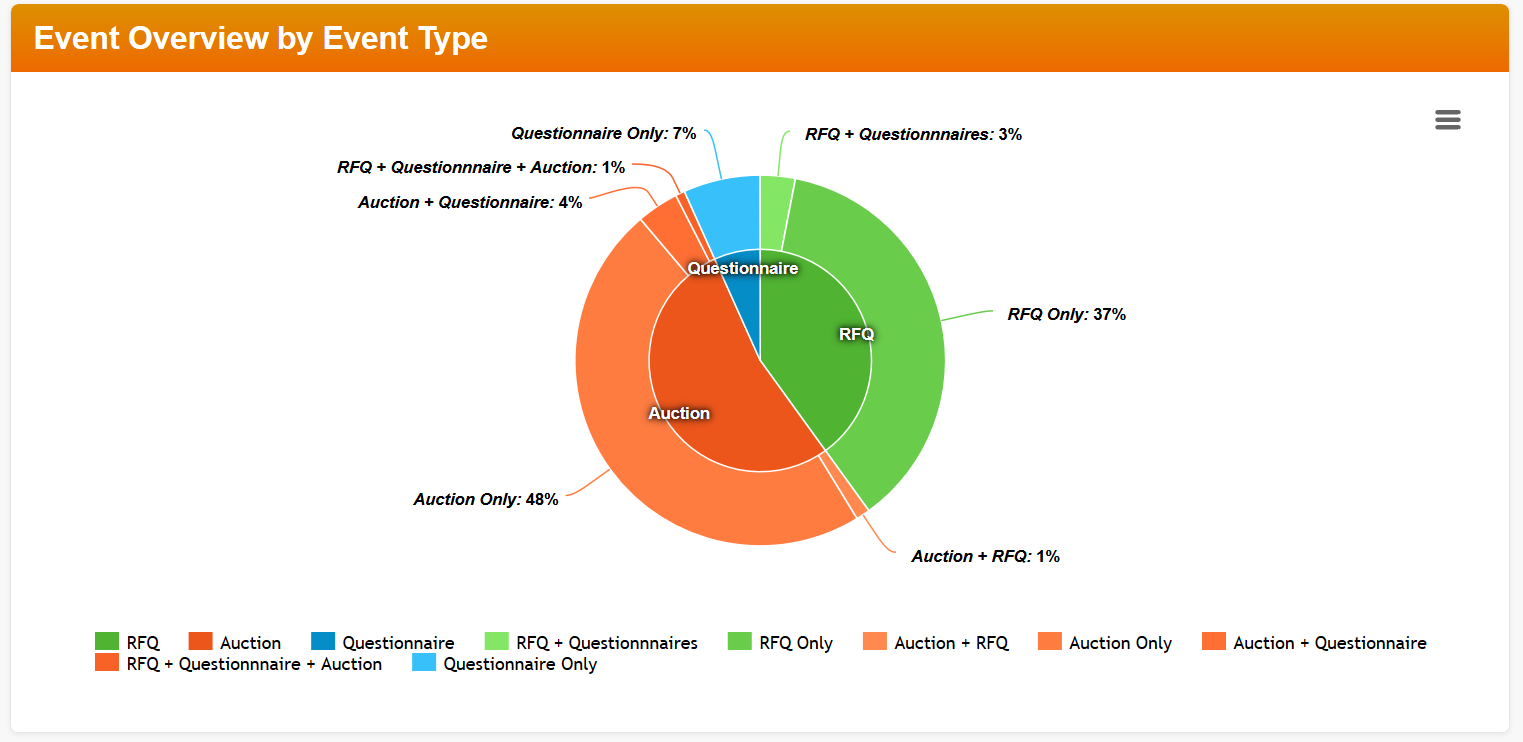 Event Overview by Event Type
Questionnaire Only: 7%
RFQ + Questionnnaires: 3%
RFQ + Questionnnaire + Auction: 1%
Auction + Questionnaire: 4%
Questionnaire
RFQ Only: 37%
RFQ
Auction
Auction Only: 48%
Auction + RFQ: 1%
RFQ Auction Questionnaire RFQ + Questionnnaires RFQ Only Auction + RFQ Auction Only Auction + Questionnaire
RFQ + Questionnnaire + Auction Questionnaire Only